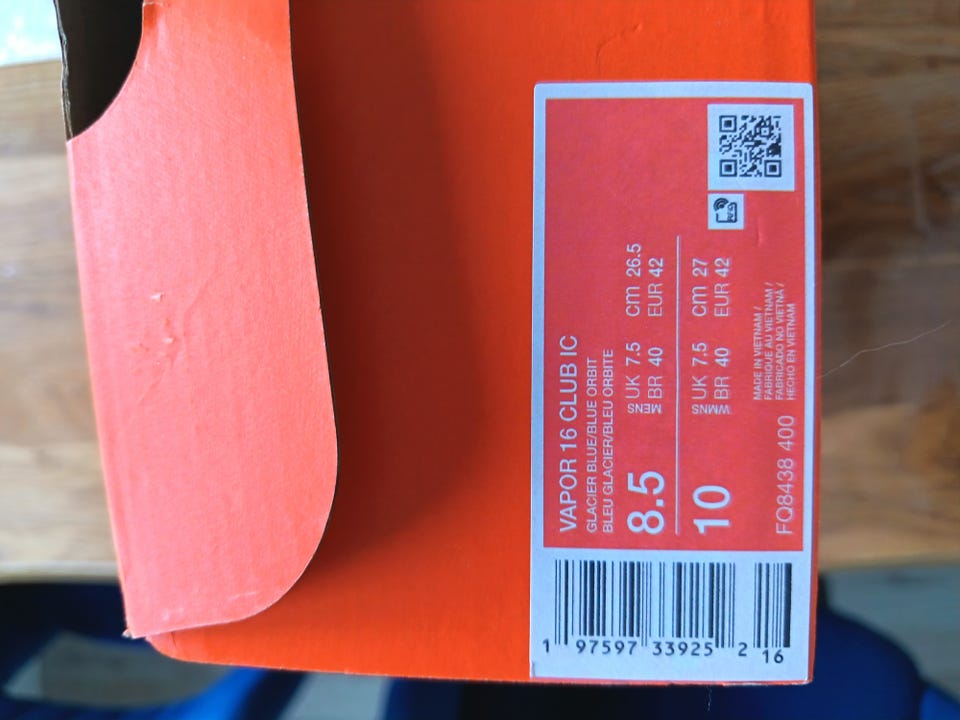 VAPOR 16 CLUB IC
GLACIER BLUE/BLUE ORBIT
BLEU GLACIER/BLEU ORBITE
8.5 MENS UK 7.5 cm 26.5
BR 40 EUR 42
10 WMNS UK 7.5 cm 27
BR 40 EUR 42
MADE IN VIETNAM /
FABRIQUÉ AU VIETNAM /
FABRICADO NO VIETNÃ /
HECHO EN VIETNAM
FQ8438 400
1 97597 33925 2 16